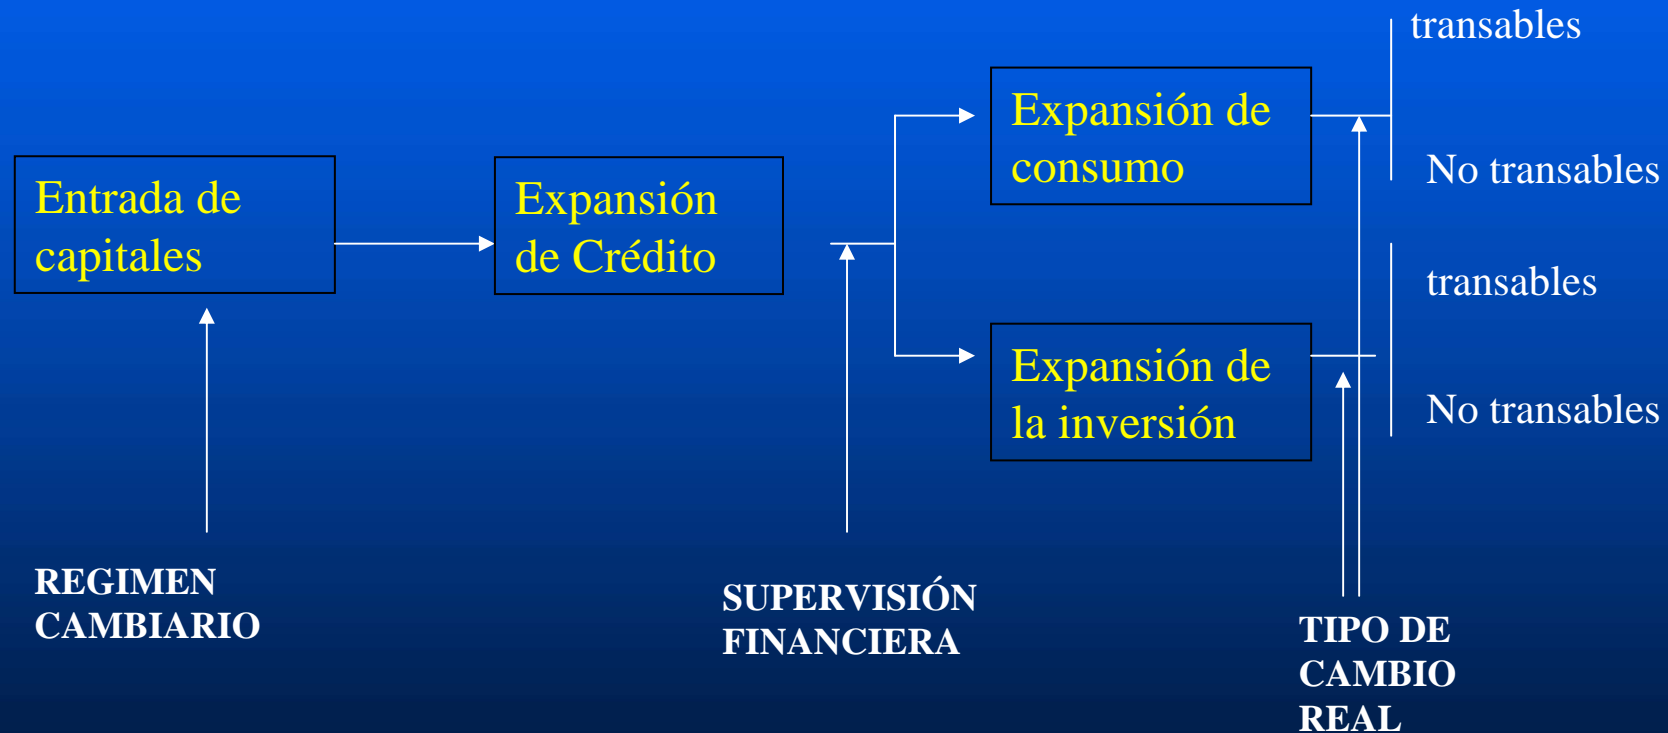 transables
Expansión de
consumo
No transables
Entrada de
capitales
Expansión
de Crédito
transables
Expansión de
la inversión
No transables
REGIMEN
CAMBIARIO
SUPERVISIÓN
FINANCIERA
TIPO DE
CAMBIO
REAL